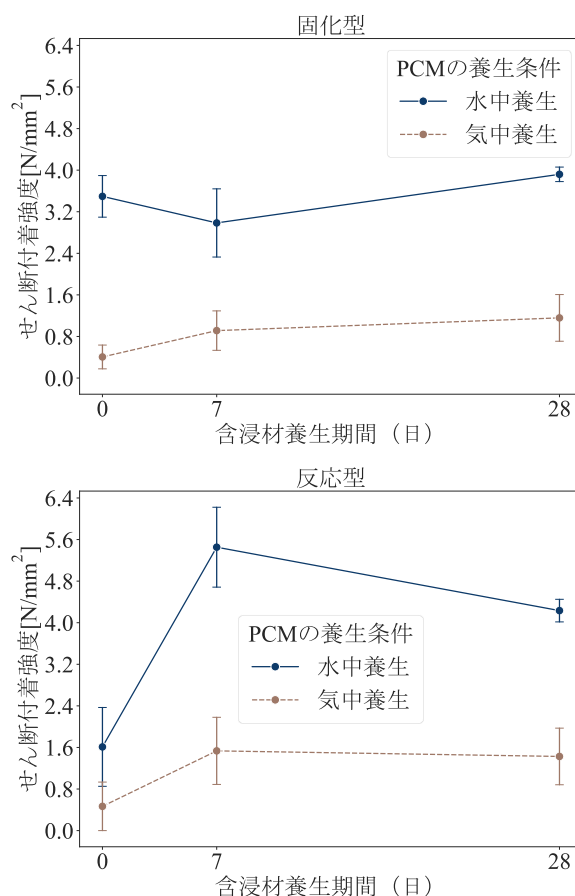 固化型
6.4
5.6
4.8
4.0
3.2
2.4
1.6
0.8
0.0
せん断付着強度[N/mm²]
PCMの養生条件
水中養生
気中養生
0 7 28
含浸材養生期間（日）
反応型
6.4
5.6
4.8
4.0
3.2
2.4
1.6
0.8
0.0
せん断付着強度[N/mm²]
PCMの養生条件
水中養生
気中養生
0 7 28
含浸材養生期間（日）